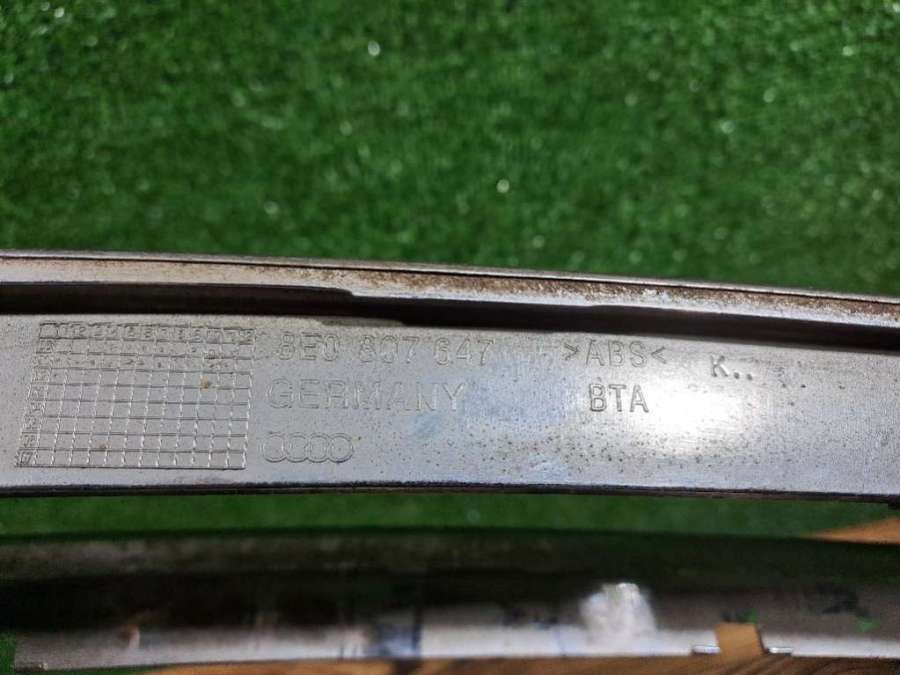 8E0 807 647 >ABS<
K..
GERMANY BTA